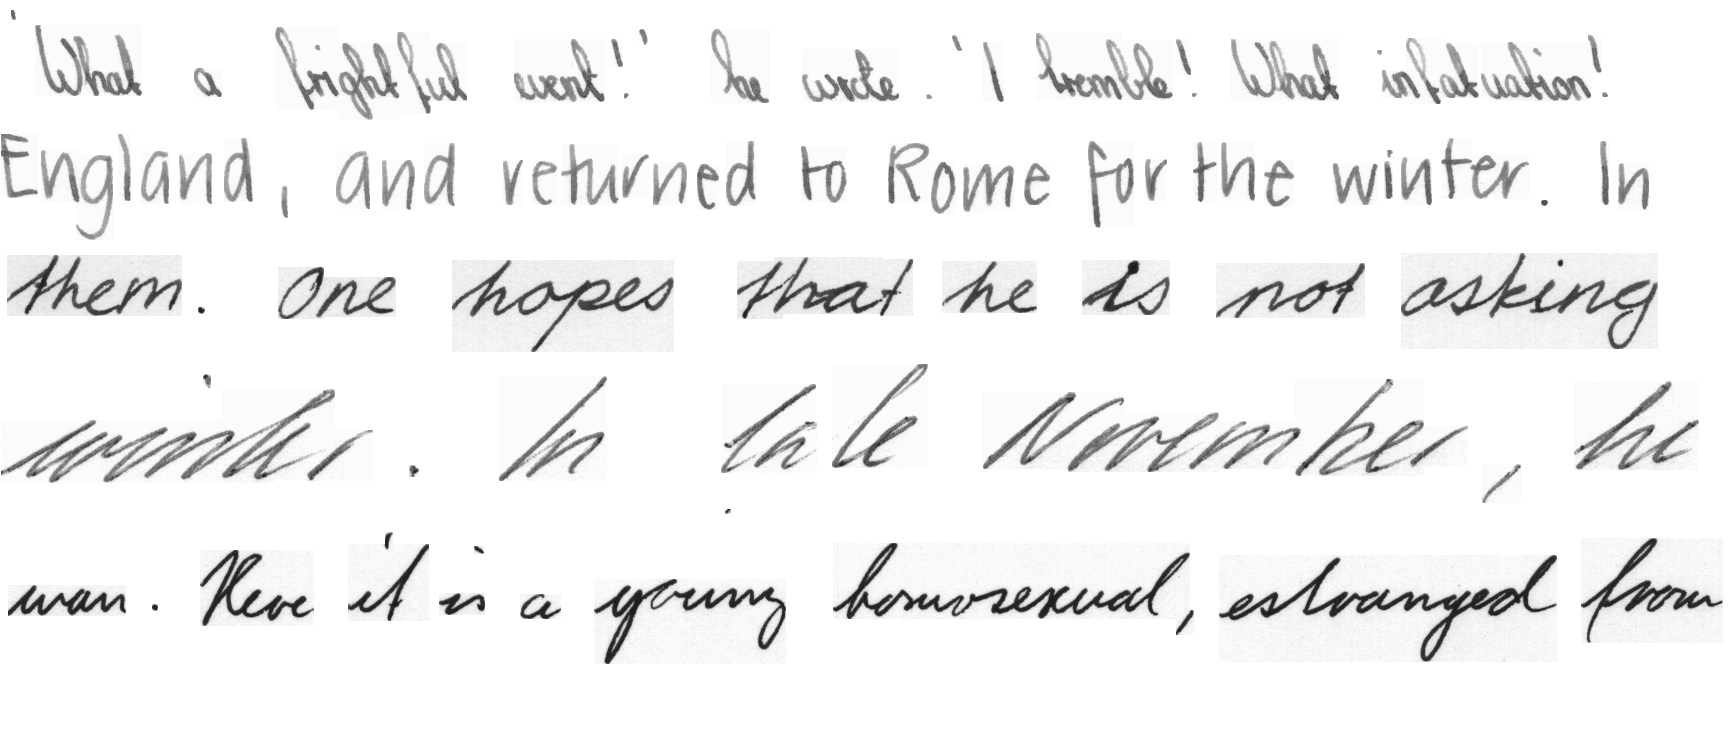 'What a frightful event!' he wrote. 'I tremble! What infatuation!
England, and returned to Rome for the winter. In
them. One hopes that he is not asking
winter. In late November, he
man. Here it is a young homosexual, estranged from